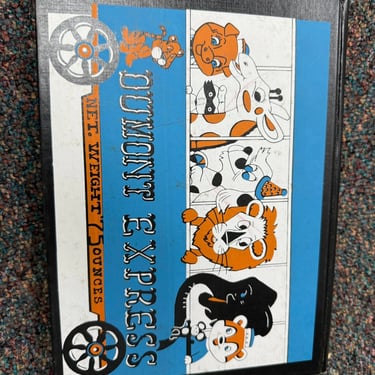 DUMONT EXPRESS
NET. WEIGHT 75 OUNCES